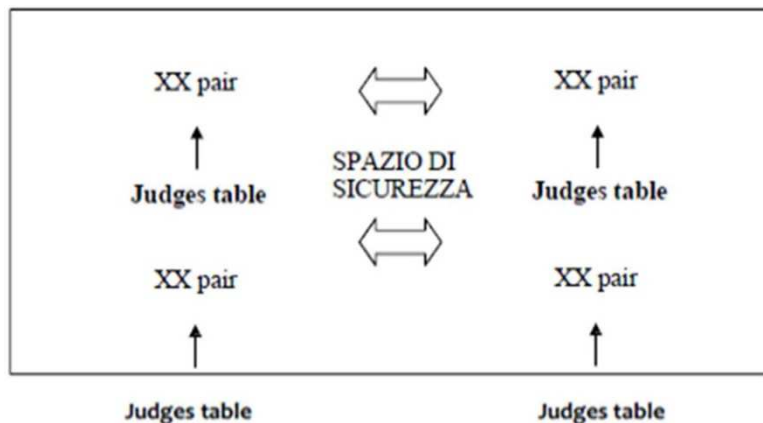 XX pair
XX pair
SPAZIO DI
SICUREZZA
Judges table
Judges table
XX pair
XX pair
Judges table
Judges table